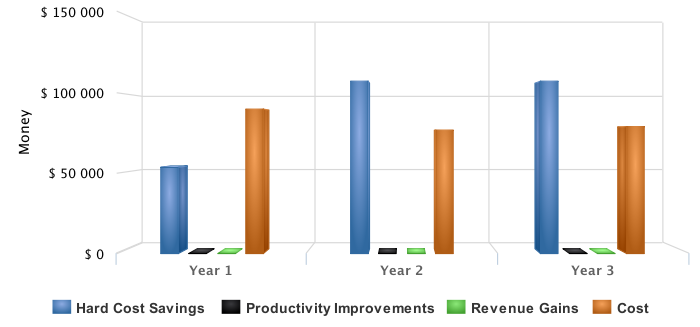 $ 150 000
$ 100 000
$ 50 000
$ 0
Money
Year 1 Year 2 Year 3
Hard Cost Savings Productivity Improvements Revenue Gains Cost